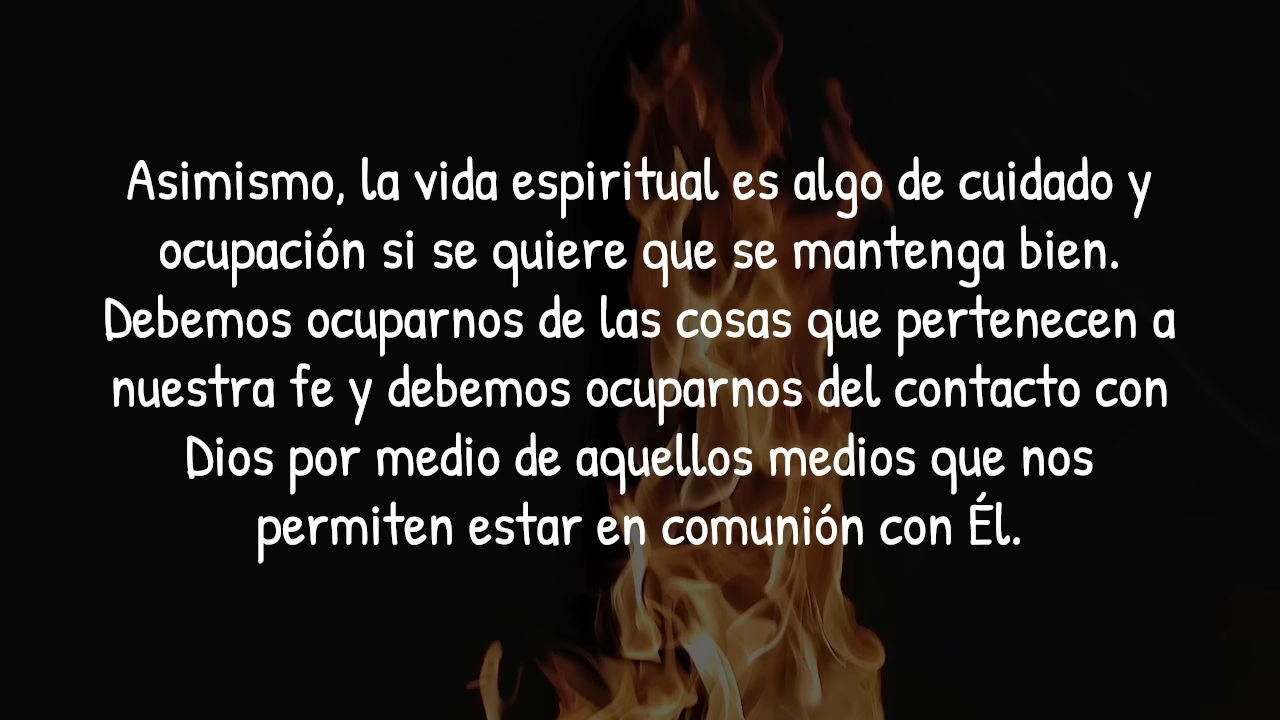 Asimismo, la vida espiritual es algo de cuidado y
ocupación si se quiere que se mantenga bien.
Debemos ocuparnos de las cosas que pertenecen a
nuestra fe y debemos ocuparnos del contacto con
Dios por medio de aquellos medios que nos
permiten estar en comunión con Él.